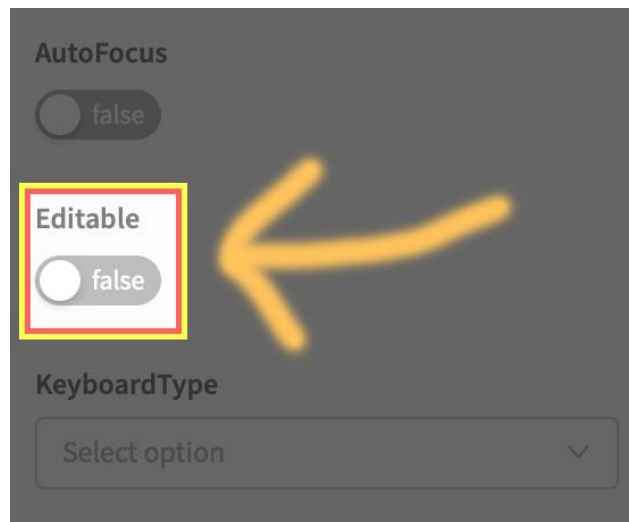 AutoFocus
false
Editable
false
KeyboardType
Select option